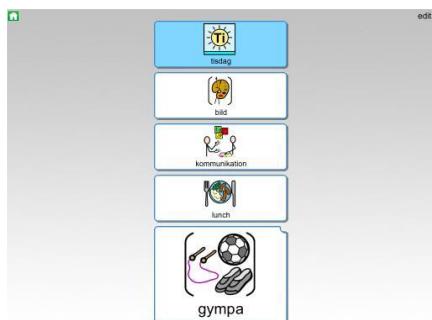 edit
Ti
tisdag
bild
kommunikation
lunch
gympa